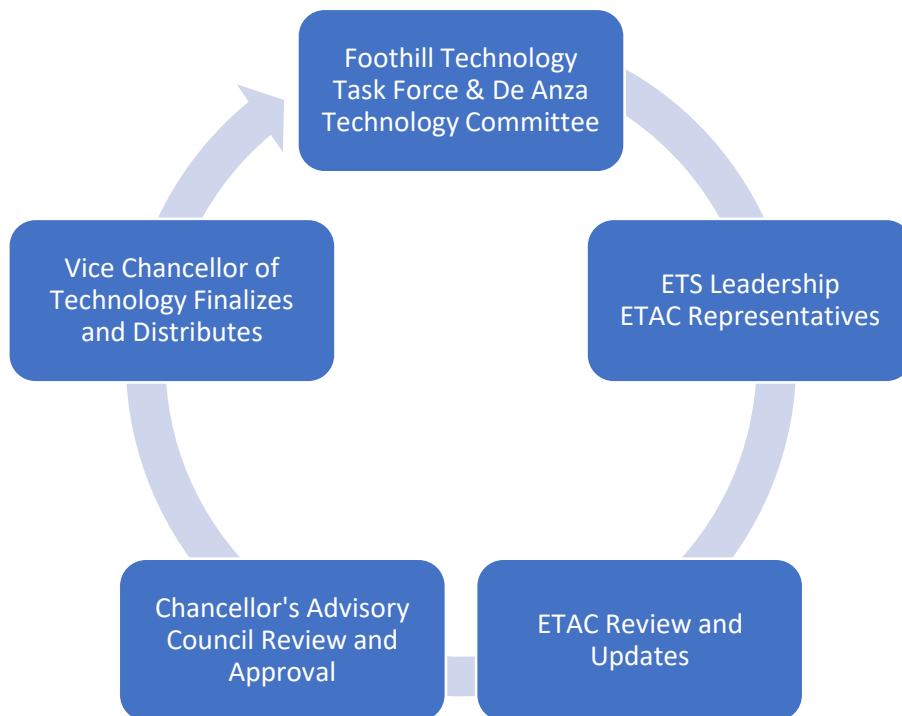 Foothill Technology
Task Force & De Anza
Technology Committee
ETS Leadership
ETAC Representatives
ETAC Review and
Updates
Chancellor's Advisory
Council Review and
Approval
Vice Chancellor of
Technology Finalizes
and Distributes